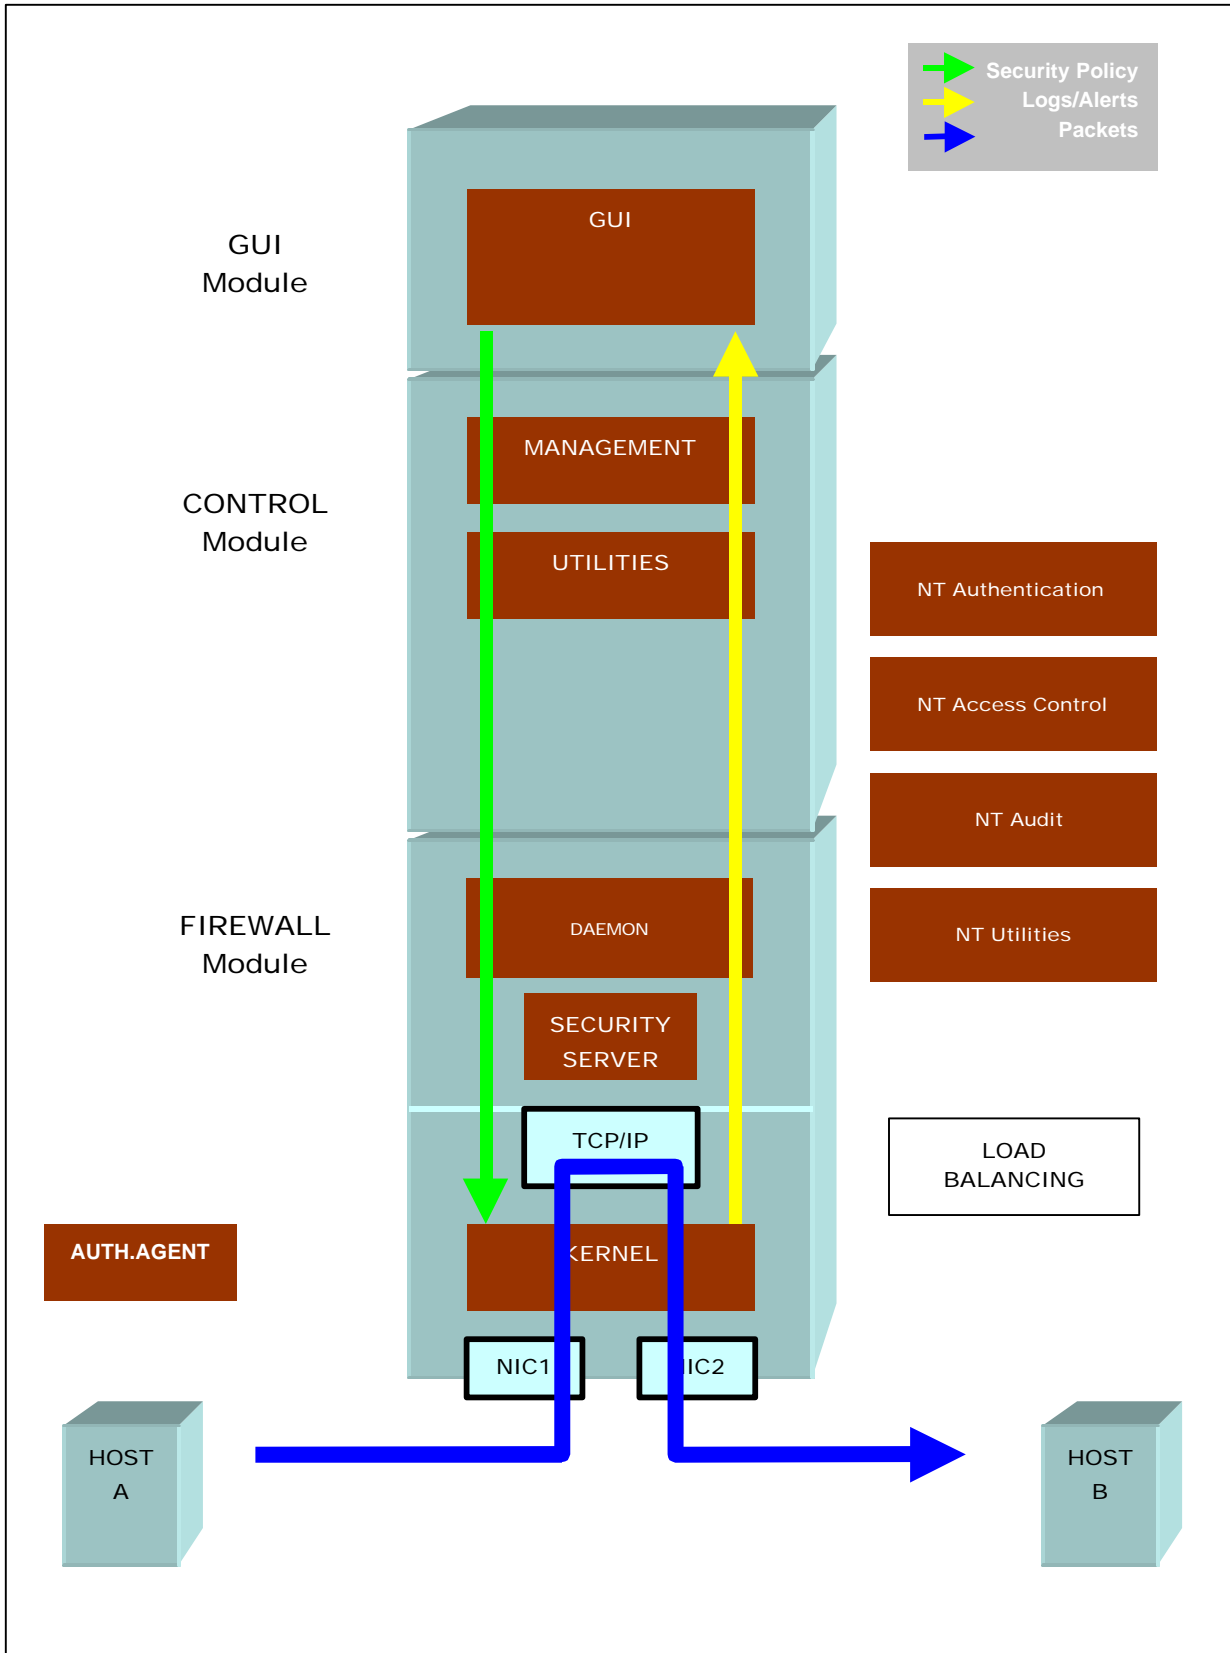 Security Policy
Logs/Alerts
Packets
GUI
GUI
Module
MANAGEMENT
CONTROL
Module
UTILITIES
NT Authentication
NT Access Control
NT Audit
DAEMON
FIREWALL
Module
NT Utilities
SECURITY
SERVER
TCP/IP
LOAD
BALANCING
AUTH.AGENT
KERNEL
NIC1
NIC2
HOST
A
HOST
B